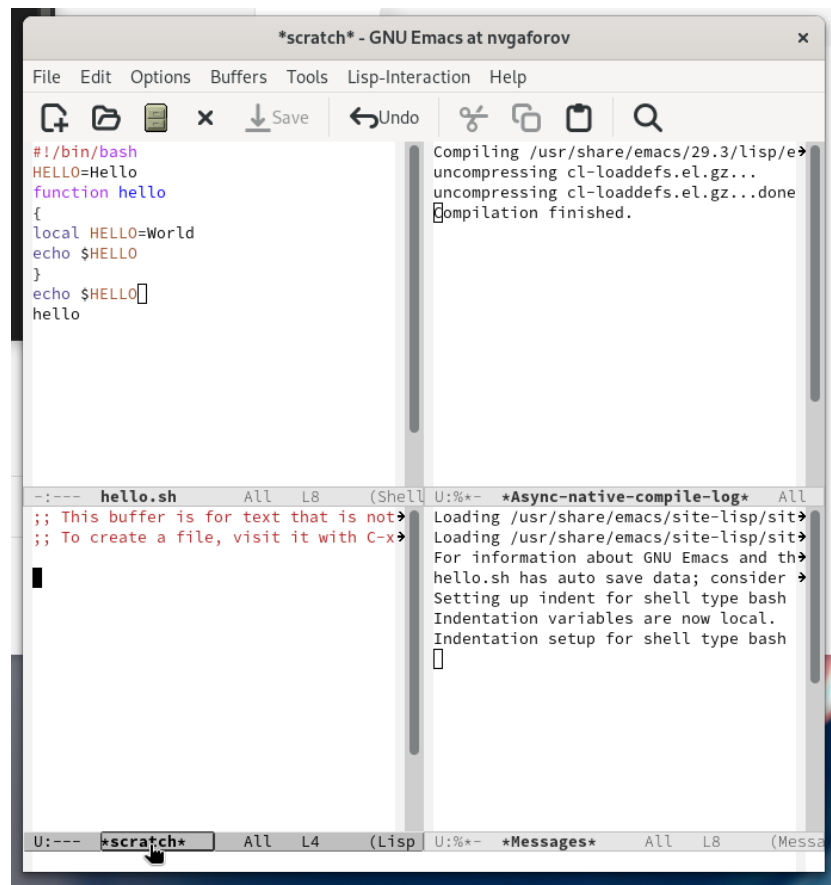 *scratch* - GNU Emacs at nvgaforov
File Edit Options Buffers Tools Lisp-Interaction Help
Save Undo
#!/bin/bash
HELLO=Hello
function hello
{
local HELLO=World
echo $HELLO
}
echo $HELLO
hello
-:--- hello.sh All L8 (Shell
Compiling /usr/share/emacs/29.3/lisp/e
uncompressing cl-loaddefs.el.gz...
uncompressing cl-loaddefs.el.gz...done
Compilation finished.
U:%*- *Async-native-compile-log* All
;; This buffer is for text that is not
;; To create a file, visit it with C-x
U:--- *scratch* All L4 (Lisp
Loading /usr/share/emacs/site-lisp/sit
Loading /usr/share/emacs/site-lisp/sit
For information about GNU Emacs and th
hello.sh has auto save data; consider
Setting up indent for shell type bash
Indentation variables are now local.
Indentation setup for shell type bash
U:%*- *Messages* All L8 (Messa